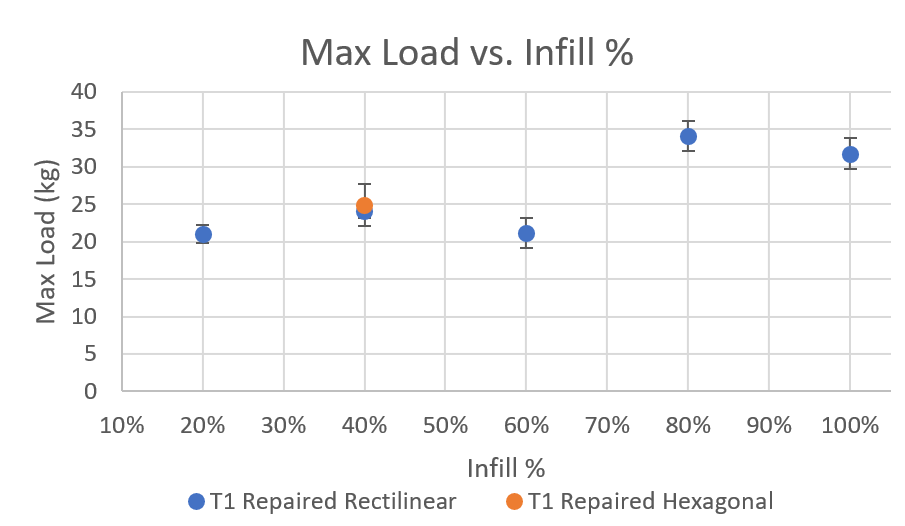 Max Load vs. Infill %
40
35
30
25
20
15
10
5
0
Max Load (kg)
10% 20% 30% 40% 50% 60% 70% 80% 90% 100%
Infill %
T1 Repaired Rectilinear T1 Repaired Hexagonal